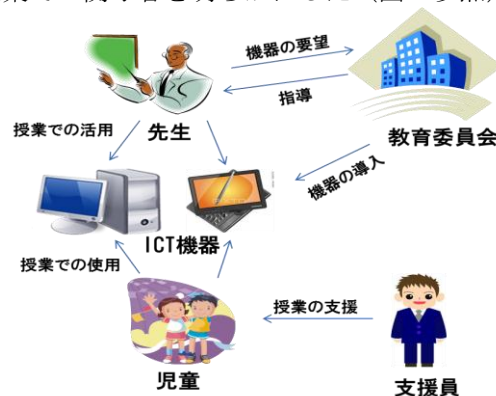 機器の要望
指導
授業での活用
先生
教育委員会
機器の導入
ICT機器
授業での使用
授業の支援
児童
支援員